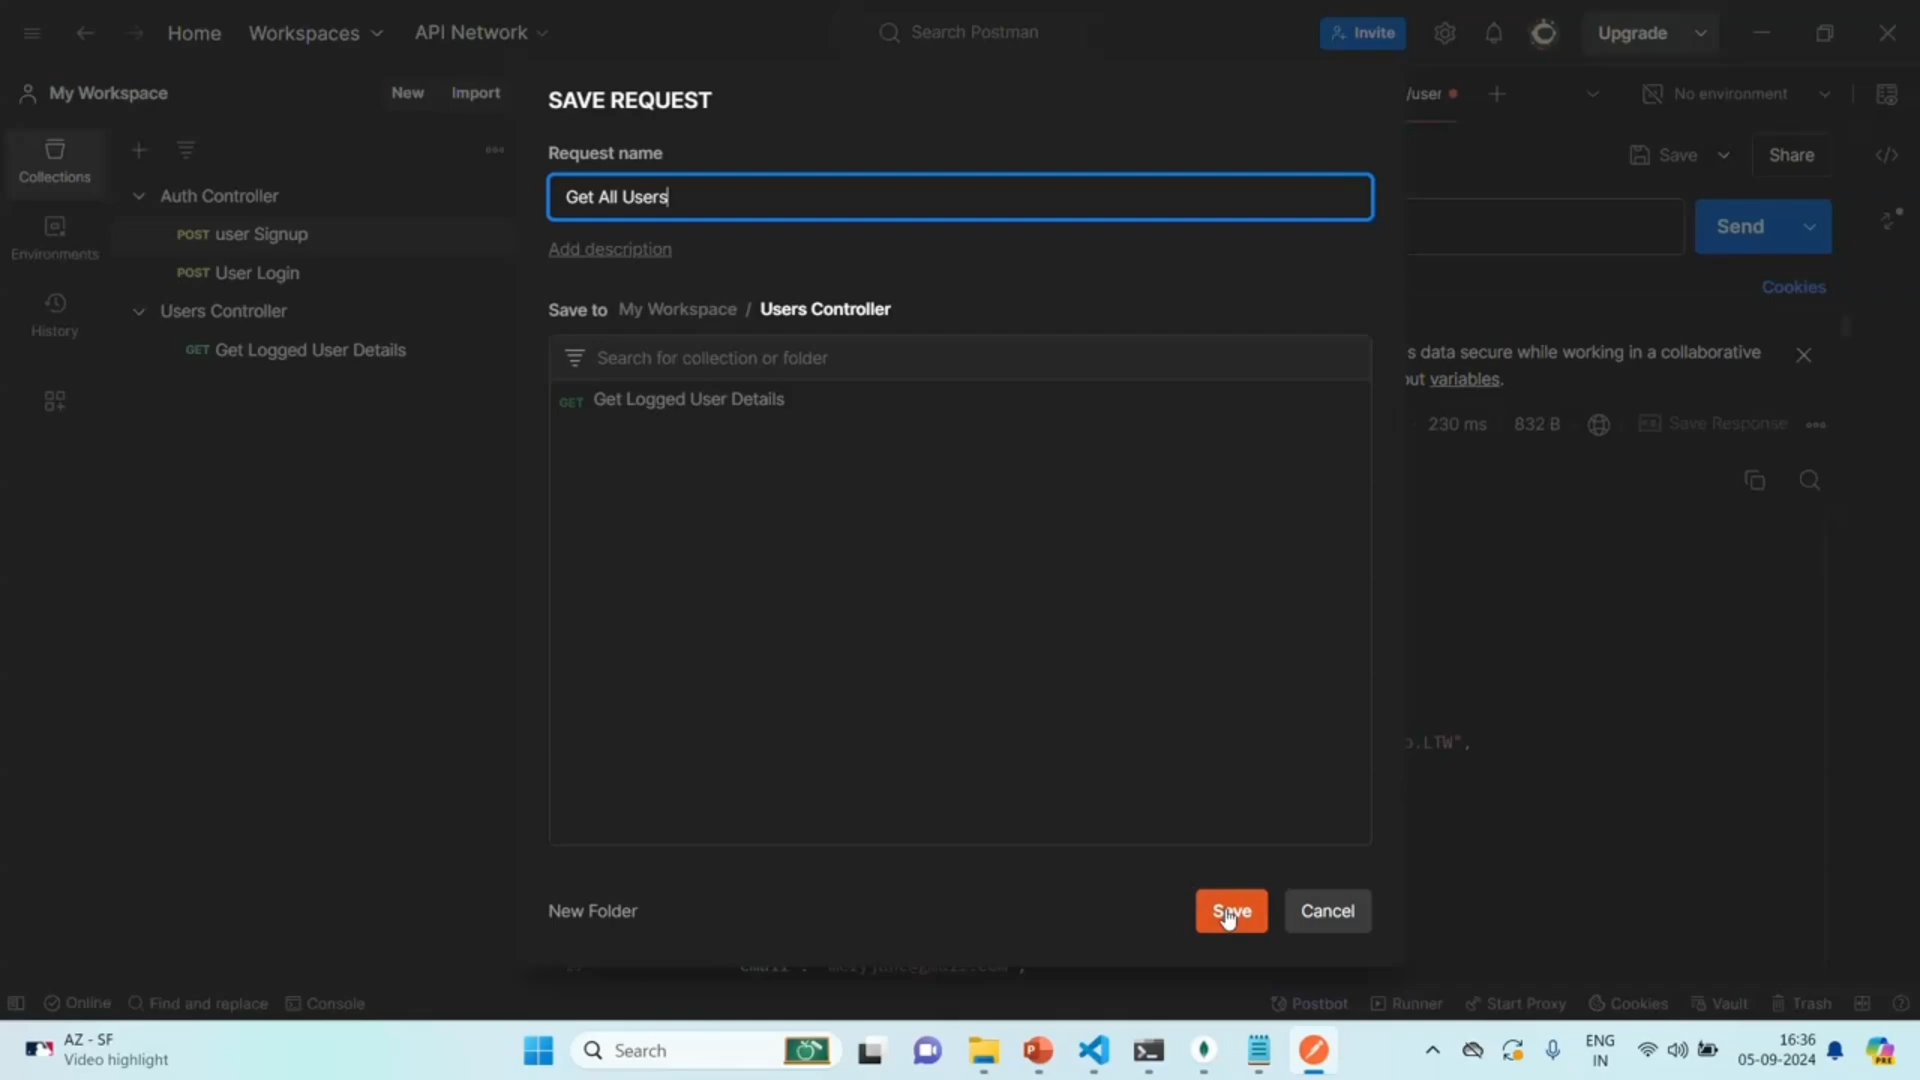 Home Workspaces API Network Search Postman Invite Upgrade
My Workspace New Import
SAVE REQUEST
/user No environment
Request name
Save Share
Collections
Auth Controller
Get All Users
POST user Signup
Send
Environments
Add description
POST User Login
Cookies
Users Controller
Save to My Workspace / Users Controller
History
GET Get Logged User Details
Search for collection or folder
s data secure while working in a collaborative
out variables.
GET Get Logged User Details
230 ms 832 B Save Response
o.LTW",
New Folder Save Cancel
Online Find and replace Console Postbot Runner Start Proxy Cookies Vault Trash
AZ - SF
Video highlight
Search
ENG
IN
16:36
05-09-2024
PRE